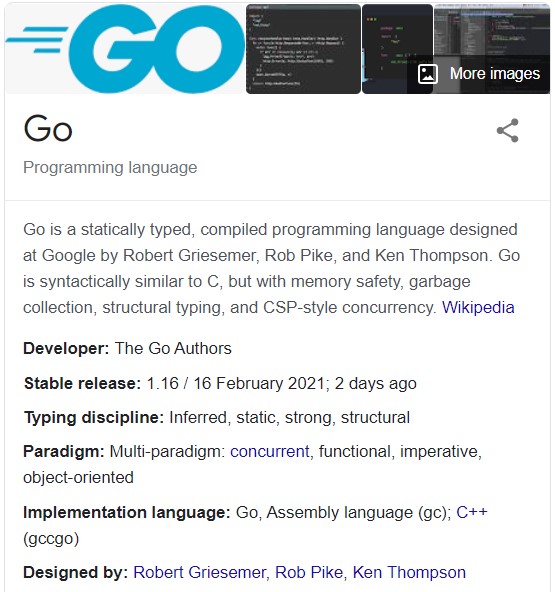 GO
More images
Go
Programming language
Go is a statically typed, compiled programming language designed
at Google by Robert Griesemer, Rob Pike, and Ken Thompson. Go
is syntactically similar to C, but with memory safety, garbage
collection, structural typing, and CSP-style concurrency. Wikipedia
Developer: The Go Authors
Stable release: 1.16 / 16 February 2021; 2 days ago
Typing discipline: Inferred, static, strong, structural
Paradigm: Multi-paradigm: concurrent, functional, imperative,
object-oriented
Implementation language: Go, Assembly language (gc); C++
(gccgo)
Designed by: Robert Griesemer, Rob Pike, Ken Thompson